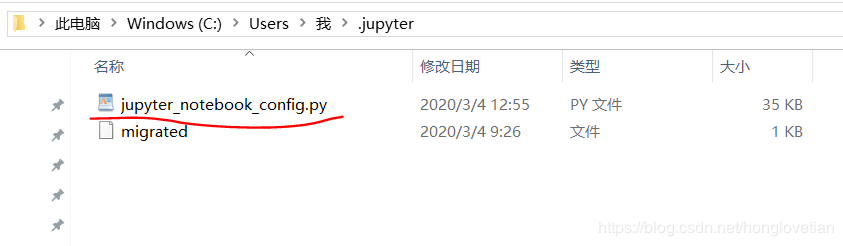 此电脑 > Windows (C:) > Users > 我 > .jupyter
名称 修改日期 类型 大小
jupyter_notebook_config.py 2020/3/4 12:55 PY 文件 35 KB
migrated 2020/3/4 9:26 文件 1 KB
https://blog.csdn.net/honglovetian